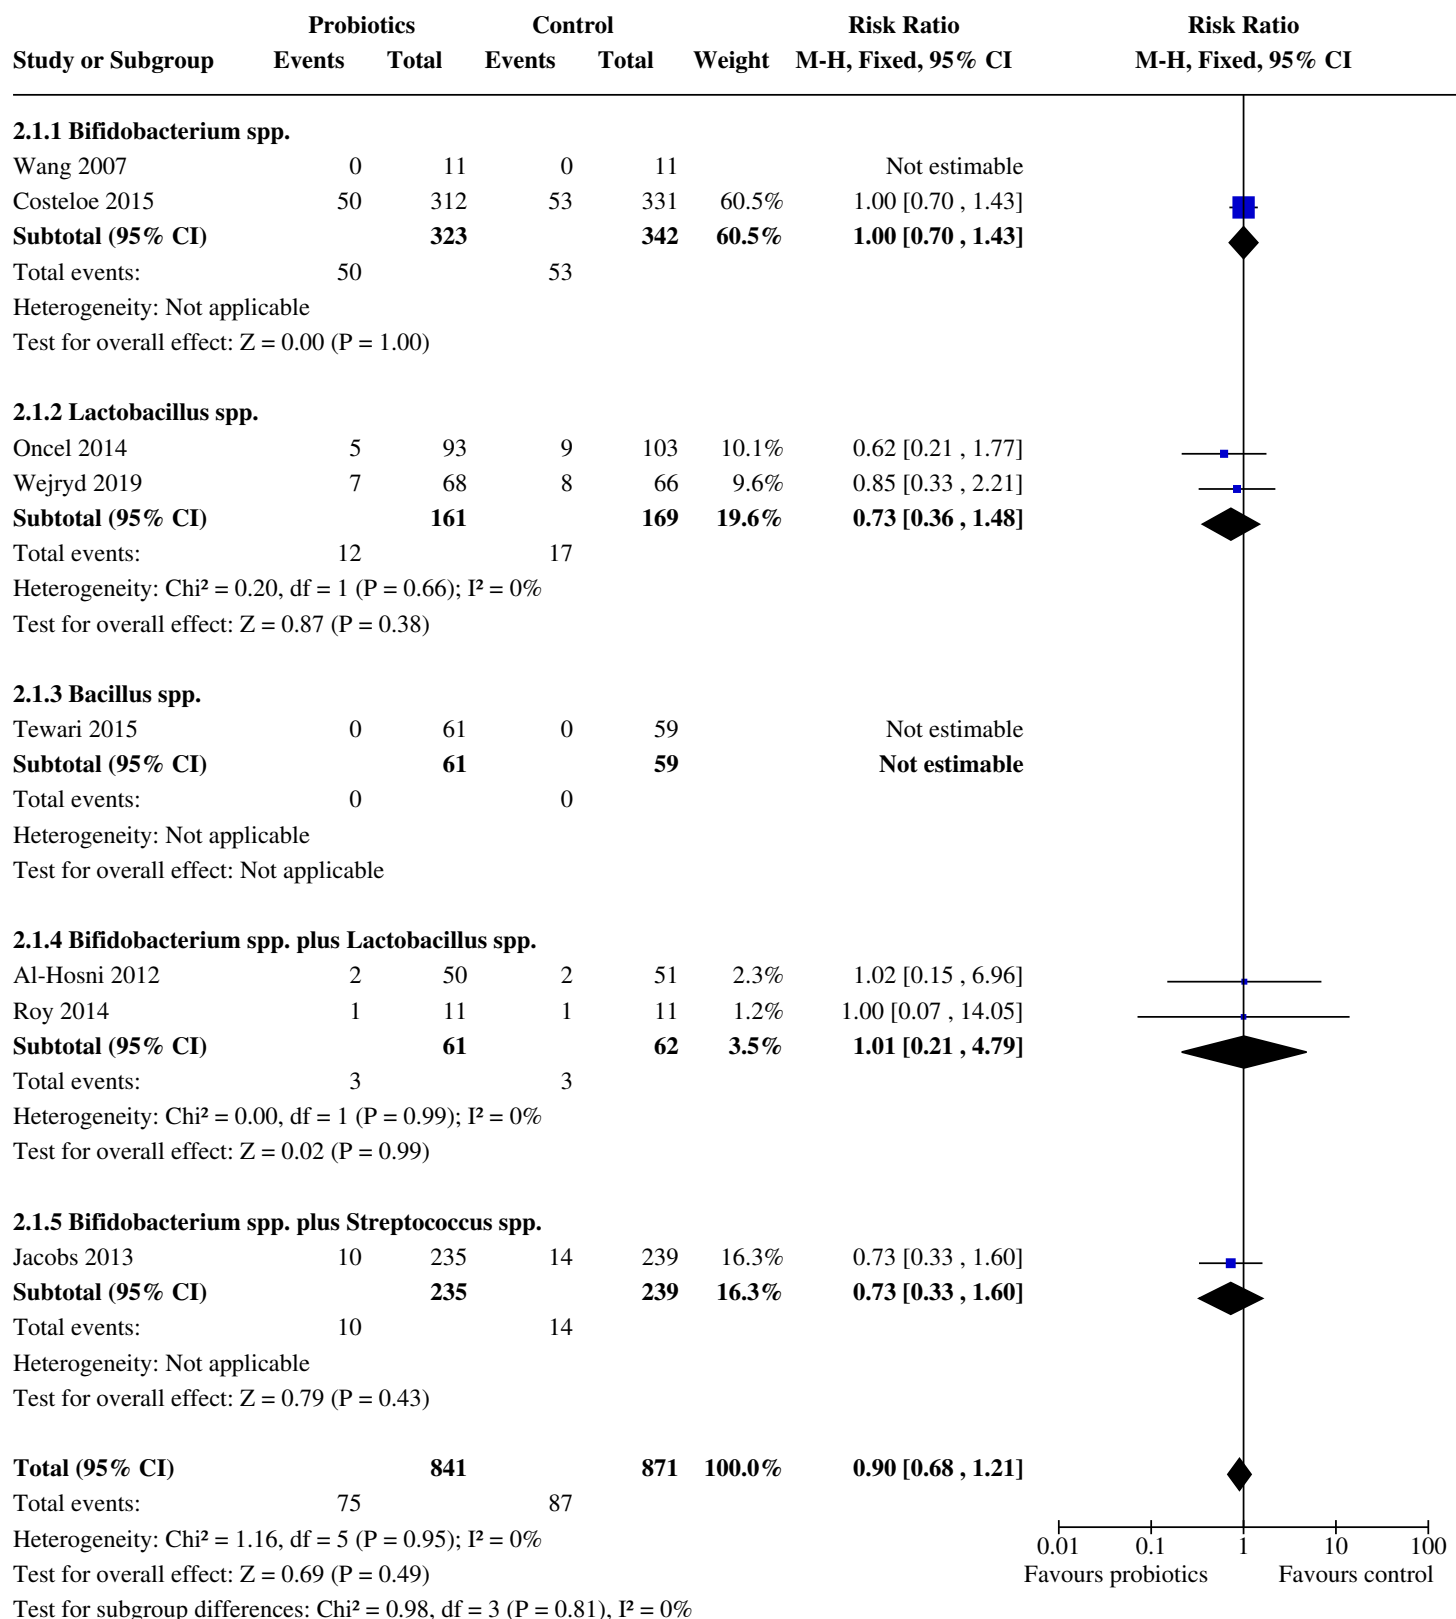 Probiotics Control Risk Ratio Risk Ratio
Study or Subgroup Events Total Events Total Weight M-H, Fixed, 95% CI M-H, Fixed, 95% CI
2.1.1 Bifidobacterium spp.
Wang 2007 0 11 0 11 Not estimable
Costeloe 2015 50 312 53 331 60.5% 1.00 [0.70 , 1.43]
Subtotal (95% CI) 323 342 60.5% 1.00 [0.70 , 1.43]
Total events: 50 53
Heterogeneity: Not applicable
Test for overall effect: Z = 0.00 (P = 1.00)
2.1.2 Lactobacillus spp.
Oncel 2014 5 93 9 103 10.1% 0.62 [0.21 , 1.77]
Wejryd 2019 7 68 8 66 9.6% 0.85 [0.33 , 2.21]
Subtotal (95% CI) 161 169 19.6% 0.73 [0.36 , 1.48]
Total events: 12 17
Heterogeneity: Chi² = 0.20, df = 1 (P = 0.66); I² = 0%
Test for overall effect: Z = 0.87 (P = 0.38)
2.1.3 Bacillus spp.
Tewari 2015 0 61 0 59 Not estimable
Subtotal (95% CI) 61 59 Not estimable
Total events: 0 0
Heterogeneity: Not applicable
Test for overall effect: Not applicable
2.1.4 Bifidobacterium spp. plus Lactobacillus spp.
Al-Hosni 2012 2 50 2 51 2.3% 1.02 [0.15 , 6.96]
Roy 2014 1 11 1 11 1.2% 1.00 [0.07 , 14.05]
Subtotal (95% CI) 61 62 3.5% 1.01 [0.21 , 4.79]
Total events: 3 3
Heterogeneity: Chi² = 0.00, df = 1 (P = 0.99); I² = 0%
Test for overall effect: Z = 0.02 (P = 0.99)
2.1.5 Bifidobacterium spp. plus Streptococcus spp.
Jacobs 2013 10 235 14 239 16.3% 0.73 [0.33 , 1.60]
Subtotal (95% CI) 235 239 16.3% 0.73 [0.33 , 1.60]
Total events: 10 14
Heterogeneity: Not applicable
Test for overall effect: Z = 0.79 (P = 0.43)
Total (95% CI) 841 871 100.0% 0.90 [0.68 , 1.21]
Total events: 75 87
Heterogeneity: Chi² = 1.16, df = 5 (P = 0.95); I² = 0%
0.01 0.1 1 10 100
Test for overall effect: Z = 0.69 (P = 0.49) Favours probiotics Favours control
Test for subgroup differences: Chi² = 0.98, df = 3 (P = 0.81), I² = 0%